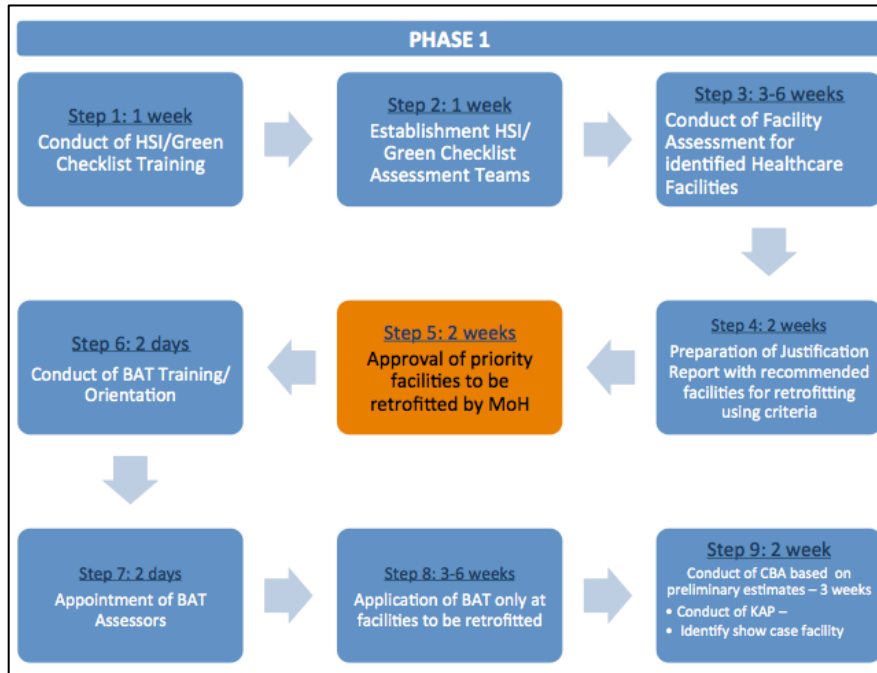 PHASE 1
Step 1: 1 week
Conduct of HSI/Green
Checklist Training
Step 2: 1 week
Establishment HSI/
Green Checklist
Assessment Teams
Step 3: 3-6 weeks
Conduct of Facility
Assessment for
identified Healthcare
Facilities
Step 4: 2 weeks
Preparation of Justification
Report with recommended
facilities for retrofitting
using criteria
Step 5: 2 weeks
Approval of priority
facilities to be
retrofitted by MoH
Step 6: 2 days
Conduct of BAT Training/
Orientation
Step 7: 2 days
Appointment of BAT
Assessors
Step 8: 3-6 weeks
Application of BAT only at
facilities to be retrofitted
Step 9: 2 week
Conduct of CBA based on
preliminary estimates – 3 weeks
• Conduct of KAP –
• Identify show case facility